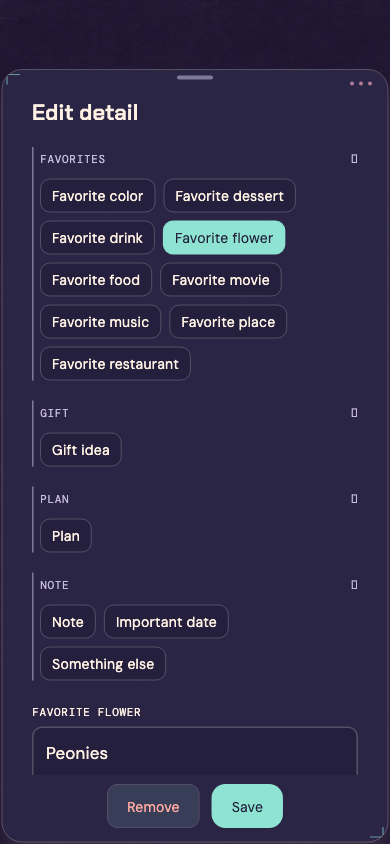 Edit detail
FAVORITES
Favorite color
Favorite dessert
Favorite drink
Favorite flower
Favorite food
Favorite movie
Favorite music
Favorite place
Favorite restaurant
GIFT
Gift idea
PLAN
Plan
NOTE
Note
Important date
Something else
FAVORITE FLOWER
Peonies
Remove
Save